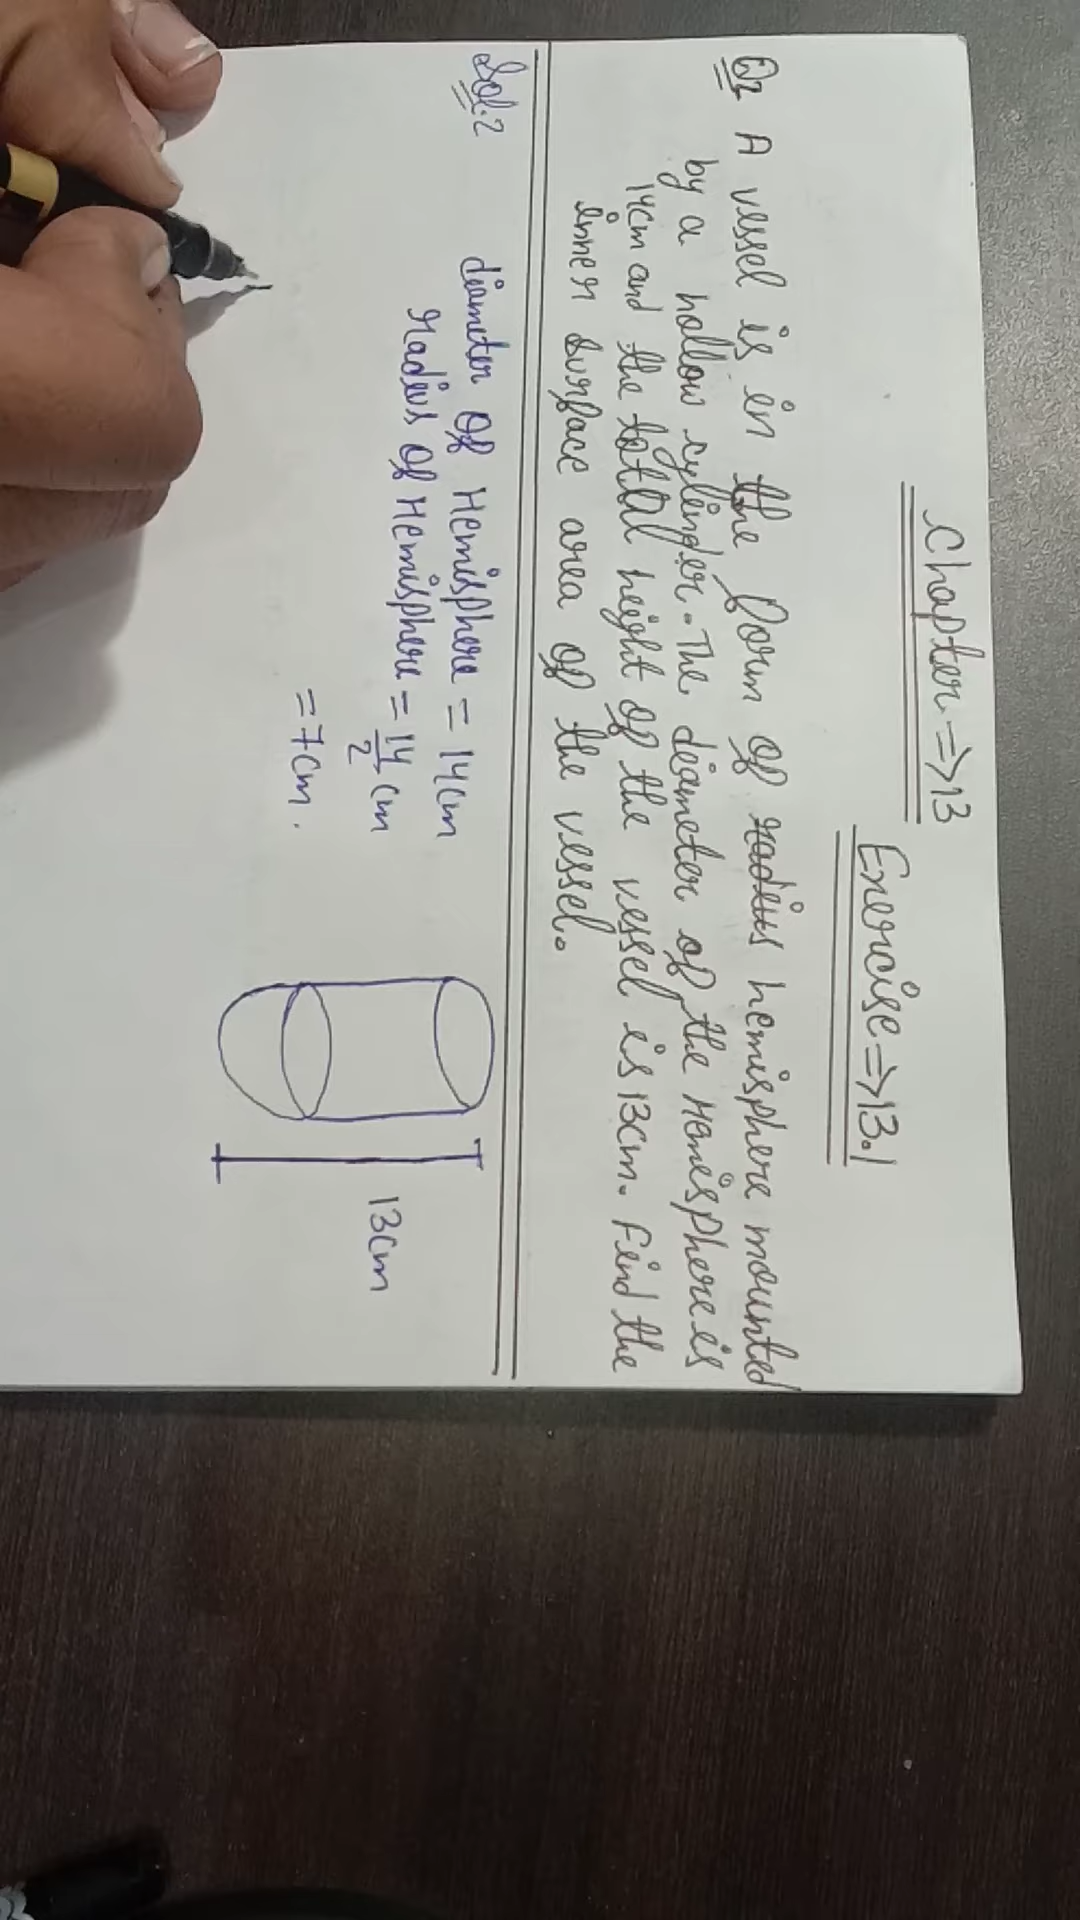 Chapter=>13
Exercise=>13.1
Q2 A vessel is in the form of radius hemisphere mounted
by a hollow cylinder. The diameter of the Hemisphere is
14cm and the total height of the vessel is 13cm. Find the
inner surface area of the vessel.
Sol:2
diameter of Hemisphere = 14cm
radius of Hemisphere = 14/2 cm
= 7cm.
13cm